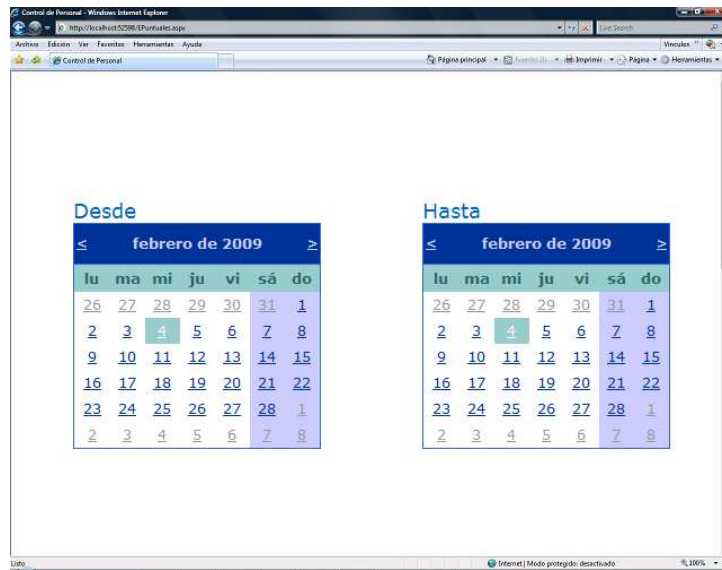 Control de Personal - Windows Internet Explorer
http://localhost:52598/EPuntuales.aspx
Live Search
Archivo Edición Ver Favoritos Herramientas Ayuda
Vínculos
Control de Personal
Página principal Fuentes Imprimir Página Herramientas
Desde
< febrero de 2009 >
lu ma mi ju vi sá do
26 27 28 29 30 31 1
2 3 4 5 6 7 8
9 10 11 12 13 14 15
16 17 18 19 20 21 22
23 24 25 26 27 28 1
2 3 4 5 6 7 8
Hasta
< febrero de 2009 >
lu ma mi ju vi sá do
26 27 28 29 30 31 1
2 3 4 5 6 7 8
9 10 11 12 13 14 15
16 17 18 19 20 21 22
23 24 25 26 27 28 1
2 3 4 5 6 7 8
Listo
Internet | Modo protegido: desactivado
100%